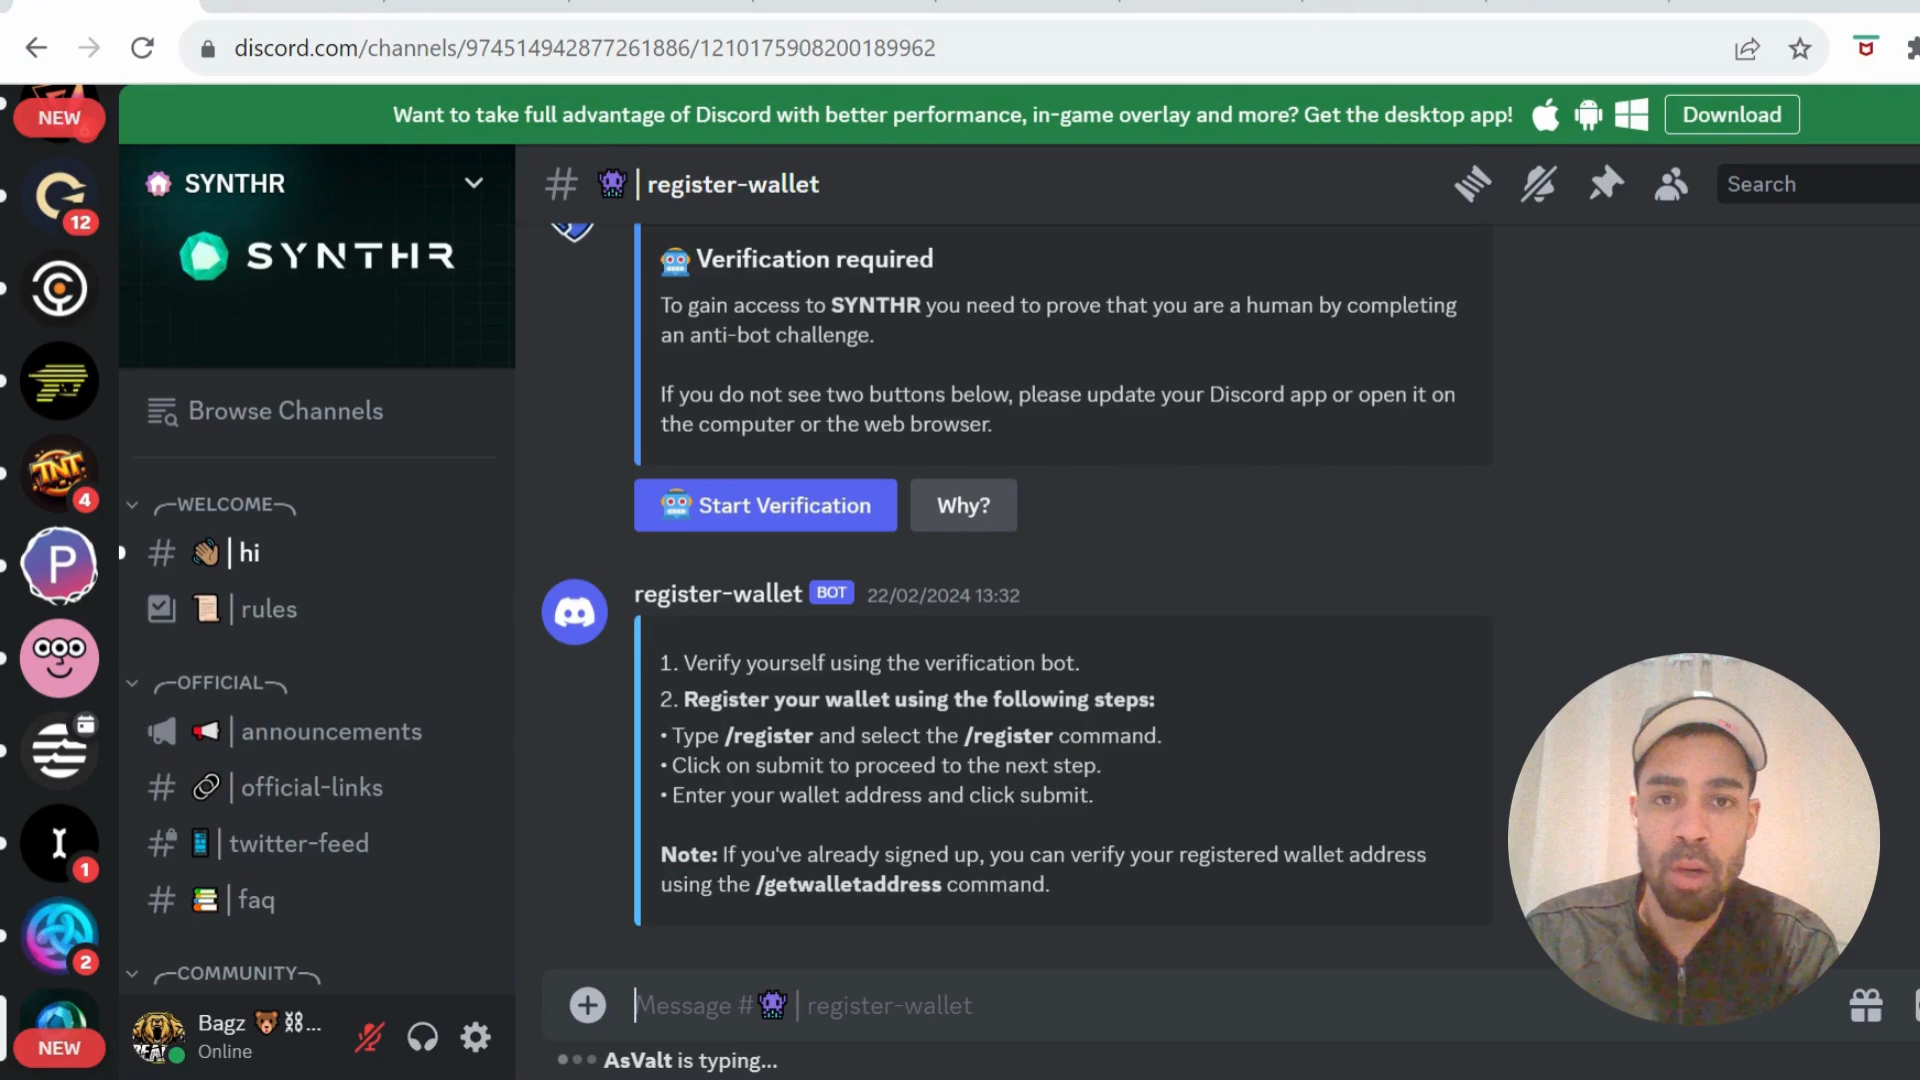 discord.com/channels/974514942877261886/1210175908200189962
Want to take full advantage of Discord with better performance, in-game overlay and more? Get the desktop app!
Download
NEW
12
4
P
1
2
NEW
SYNTHR
SYNTHR
Browse Channels
WELCOME
# | hi
| rules
OFFICIAL
| announcements
# | official-links
# | twitter-feed
# | faq
COMMUNITY
Bagz ...
Online
# | register-wallet
Search
Verification required
To gain access to SYNTHR you need to prove that you are a human by completing
an anti-bot challenge.
If you do not see two buttons below, please update your Discord app or open it on
the computer or the web browser.
Start Verification
Why?
register-wallet BOT 22/02/2024 13:32
1. Verify yourself using the verification bot.
2. Register your wallet using the following steps:
• Type /register and select the /register command.
• Click on submit to proceed to the next step.
• Enter your wallet address and click submit.
Note: If you've already signed up, you can verify your registered wallet address
using the /getwalletaddress command.
Message # | register-wallet
AsValt is typing...
TNT